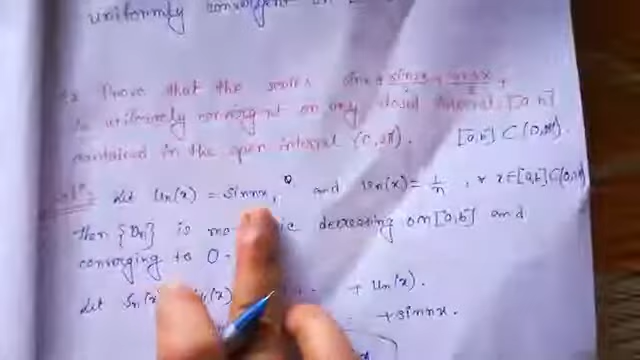 uniformly convergent on
Ex Prove that the series sinx + sin2x/2 + sin3x/3 +
is uniformly convergent on any closed interval [a,b]
contained in the open interval (0,2π). [a,b] ⊂ (0,2π).
Let Un(x) = sinnx, and vn(x) = 1/n, ∀ x∈[a,b]⊂(0,2π)
then {vn} is decreasing on [a,b] and
converging to 0.
Let Sn(x + Un(x).
+sinnx.